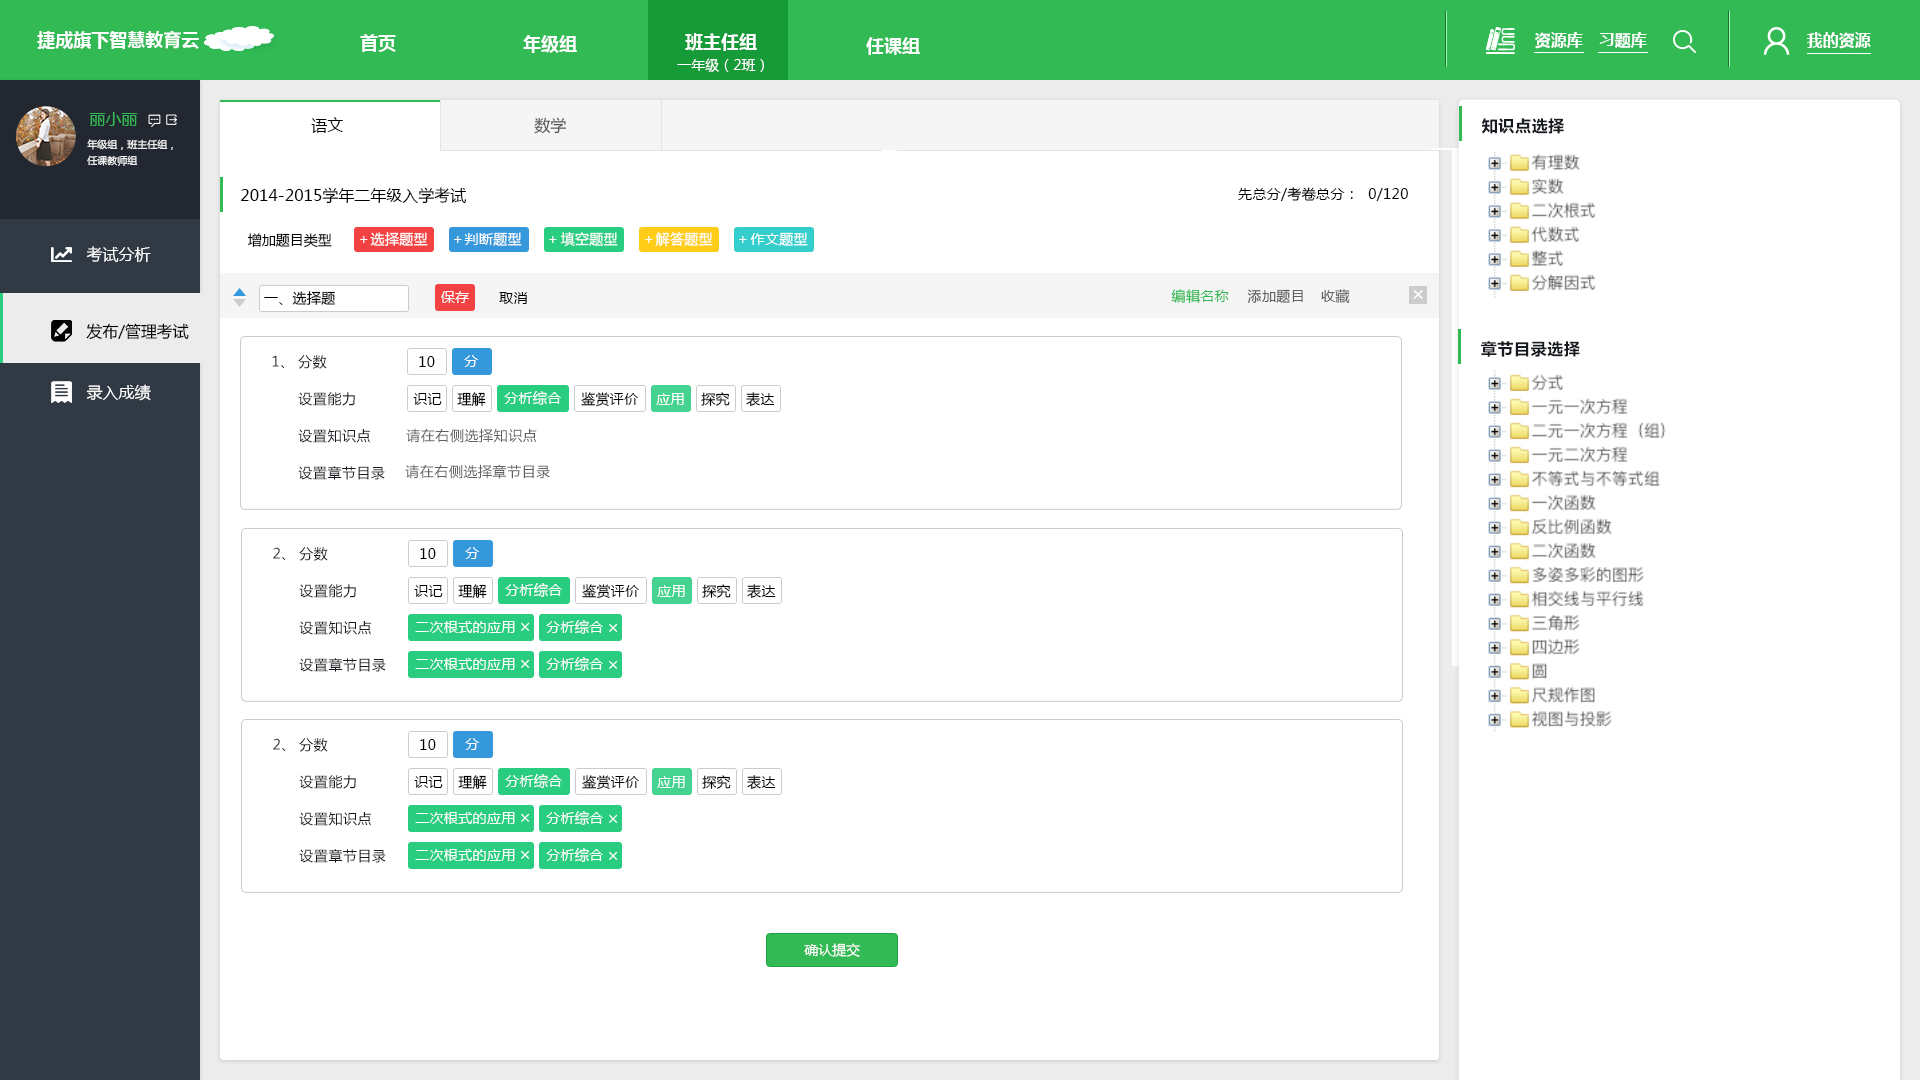 捷成旗下智慧教育云
首页
年级组
班主任组
一年级（2班）
任课组
资源库
习题库
我的资源
丽小丽
年级组，班主任组，
任课教师组
考试分析
发布/管理考试
录入成绩
语文
数学
2014-2015学年二年级入学考试
先总分/考卷总分： 0/120
增加题目类型
+ 选择题型
+ 判断题型
+ 填空题型
+ 解答题型
+ 作文题型
一、选择题
保存
取消
编辑名称
添加题目
收藏
1、 分数 10 分
设置能力 识记 理解 分析综合 鉴赏评价 应用 探究 表达
设置知识点 请在右侧选择知识点
设置章节目录 请在右侧选择章节目录
2、 分数 10 分
设置能力 识记 理解 分析综合 鉴赏评价 应用 探究 表达
设置知识点 二次根式的应用 × 分析综合 ×
设置章节目录 二次根式的应用 × 分析综合 ×
2、 分数 10 分
设置能力 识记 理解 分析综合 鉴赏评价 应用 探究 表达
设置知识点 二次根式的应用 × 分析综合 ×
设置章节目录 二次根式的应用 × 分析综合 ×
确认提交
知识点选择
有理数
实数
二次根式
代数式
整式
分解因式
章节目录选择
分式
一元一次方程
二元一次方程（组）
一元二次方程
不等式与不等式组
一次函数
反比例函数
二次函数
多姿多彩的图形
相交线与平行线
三角形
四边形
圆
尺规作图
视图与投影